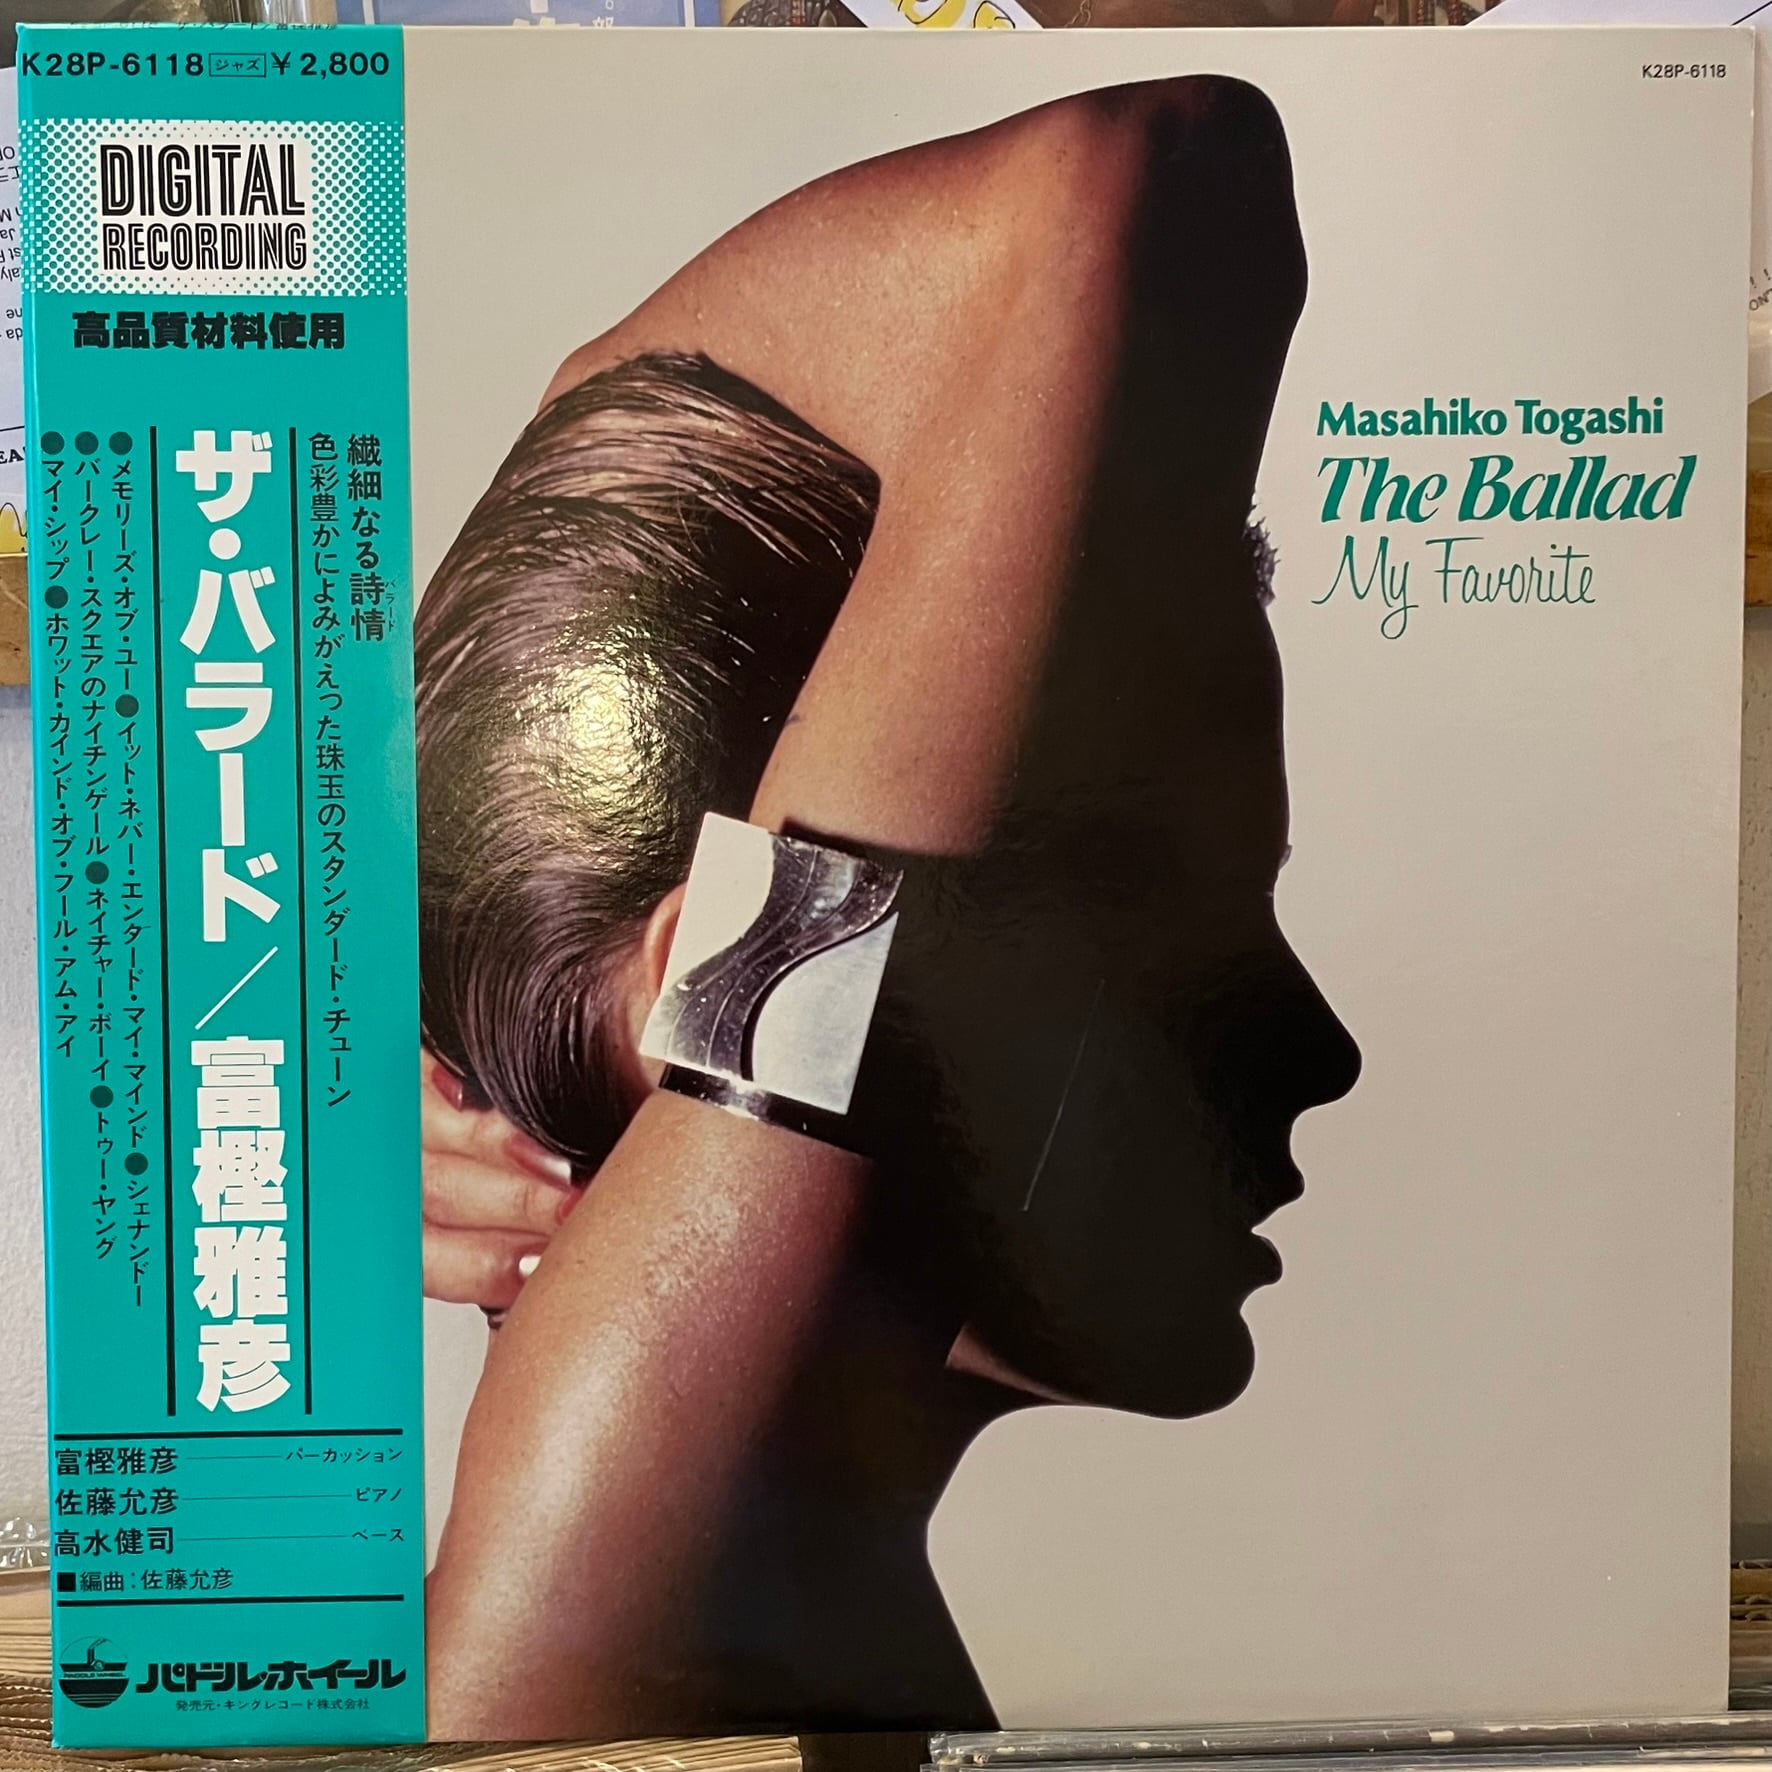 K28P-6118 ジャズ ¥2,800
DIGITAL
RECORDING
高品質材料使用
繊細なる詩情
バラード
色彩豊かによみがえった珠玉のスタンダード・チューン
ザ・バラード/富樫雅彦
●メモリーズ・オブ・ユー●イット・ネバー・エンタード・マイ・マインド●シェナンドー
●バークレー・スクエアのナイチンゲール●ネイチャー・ボーイ●トゥー・ヤング
●マイ・シップ●ホワット・カインド・オブ・フール・アム・アイ
富樫雅彦 パーカッション
佐藤允彦 ピアノ
高水健司 ベース
■編曲:佐藤允彦
PADDLE WHEEL
パドル・ホイール
発売元・キングレコード株式会社
K28P-6118
Masahiko Togashi
The Ballad
My Favorite